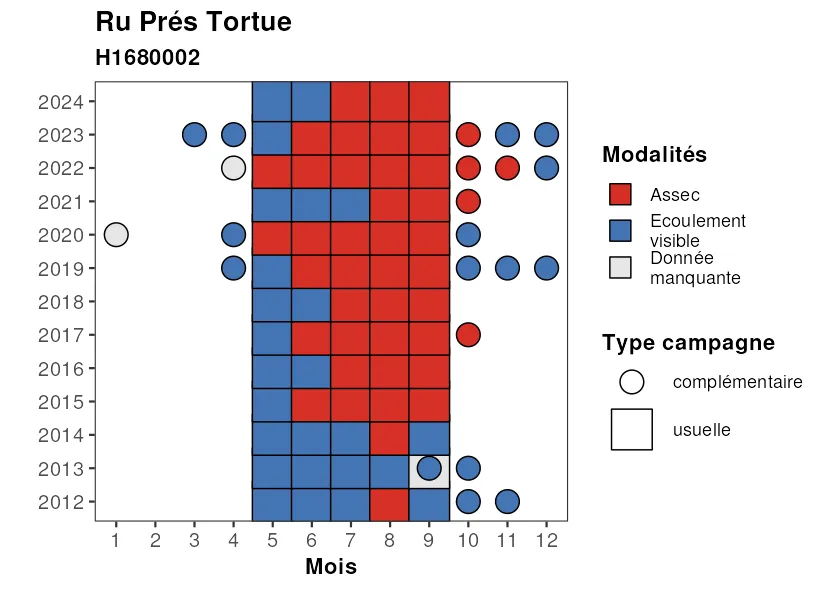 Ru Prés Tortue
H1680002
2024
2023
2022
2021
2020
2019
2018
2017
2016
2015
2014
2013
2012
1 2 3 4 5 6 7 8 9 10 11 12
Mois
Modalités
Assec
Ecoulement
visible
Donnée
manquante
Type campagne
complémentaire
usuelle